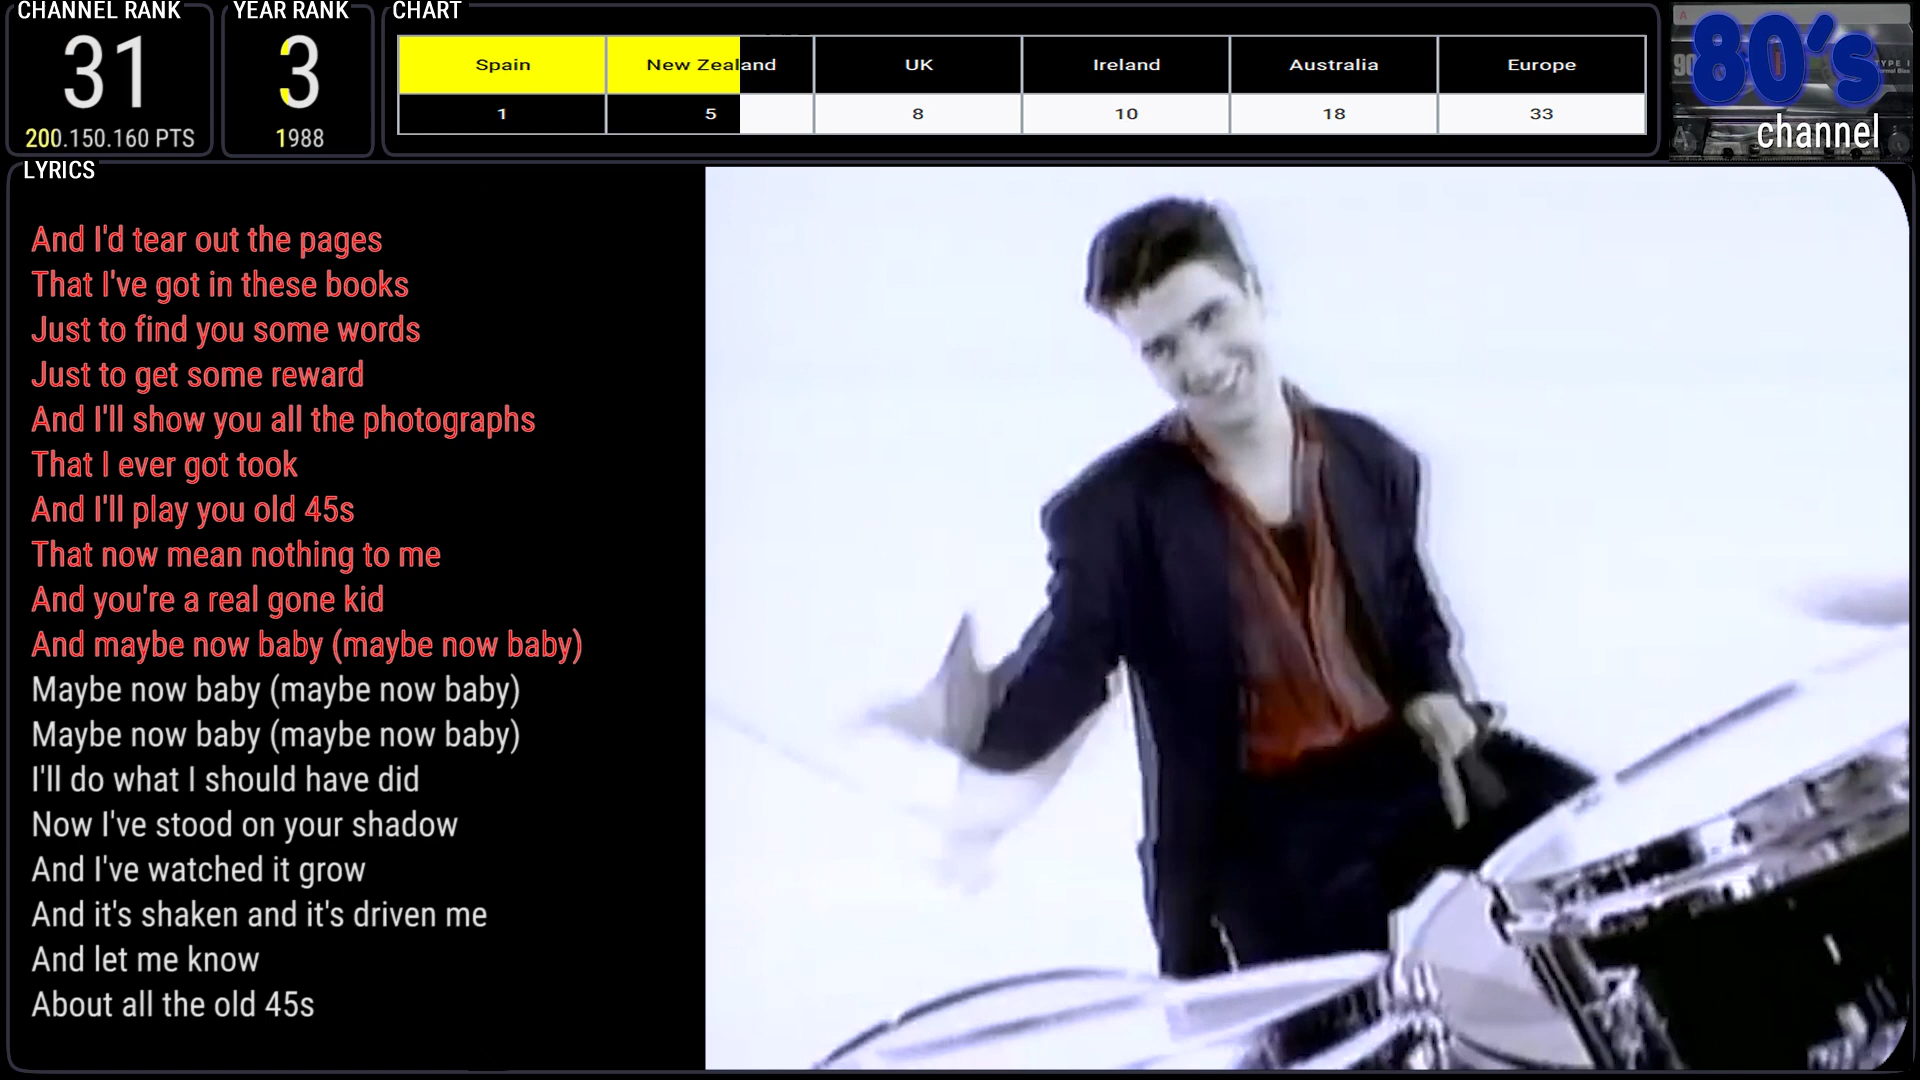 CHANNEL RANK
31
200.150.160 PTS
YEAR RANK
3
1988
CHART
Spain New Zealand UK Ireland Australia Europe
1 5 8 10 18 33
80's
channel
LYRICS
And I'd tear out the pages
That I've got in these books
Just to find you some words
Just to get some reward
And I'll show you all the photographs
That I ever got took
And I'll play you old 45s
That now mean nothing to me
And you're a real gone kid
And maybe now baby (maybe now baby)
Maybe now baby (maybe now baby)
Maybe now baby (maybe now baby)
I'll do what I should have did
Now I've stood on your shadow
And I've watched it grow
And it's shaken and it's driven me
And let me know
About all the old 45s